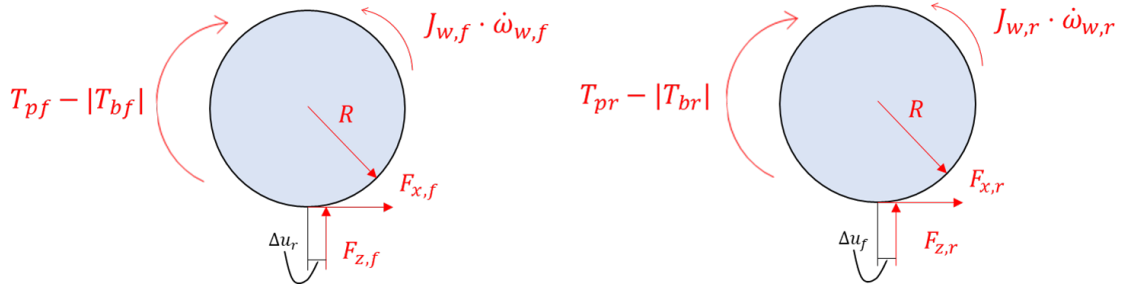 J_{w,f} · ω̇_{w,f}
T_{pf} − |T_{bf}|
R
F_{x,f}
Δu_r
F_{z,f}
J_{w,r} · ω̇_{w,r}
T_{pr} − |T_{br}|
R
F_{x,r}
Δu_f
F_{z,r}